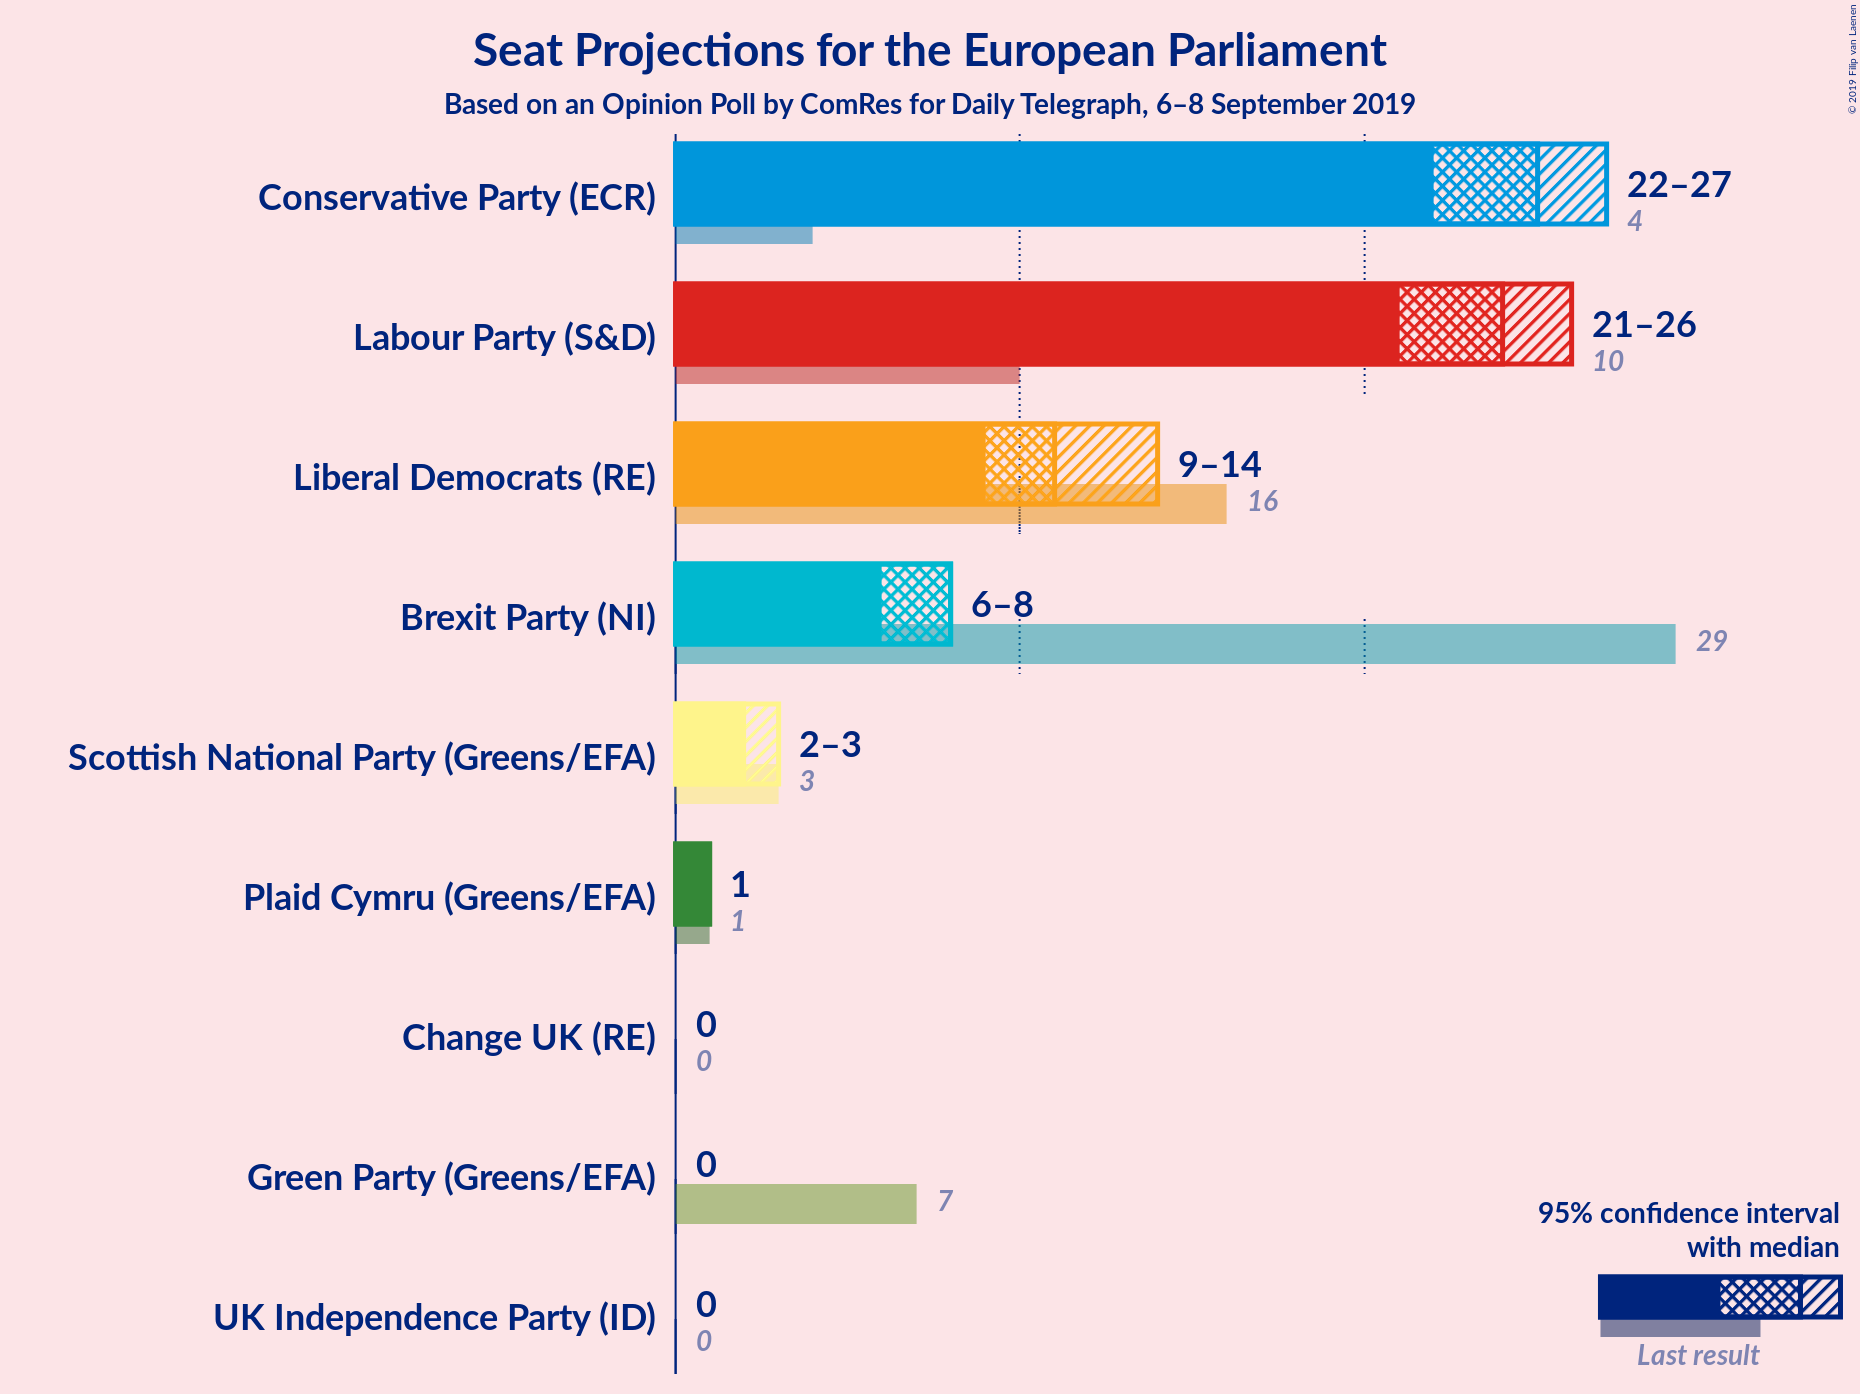 Seat Projections for the European Parliament
Based on an Opinion Poll by ComRes for Daily Telegraph, 6–8 September 2019
© 2019 Filip van Laenen
Conservative Party (ECR)
22–27
4
Labour Party (S&D)
21–26
10
Liberal Democrats (RE)
9–14
16
Brexit Party (NI)
6–8
29
Scottish National Party (Greens/EFA)
2–3
3
Plaid Cymru (Greens/EFA)
1
1
Change UK (RE)
0
0
Green Party (Greens/EFA)
0
7
UK Independence Party (ID)
0
0
95% confidence interval
with median
Last result